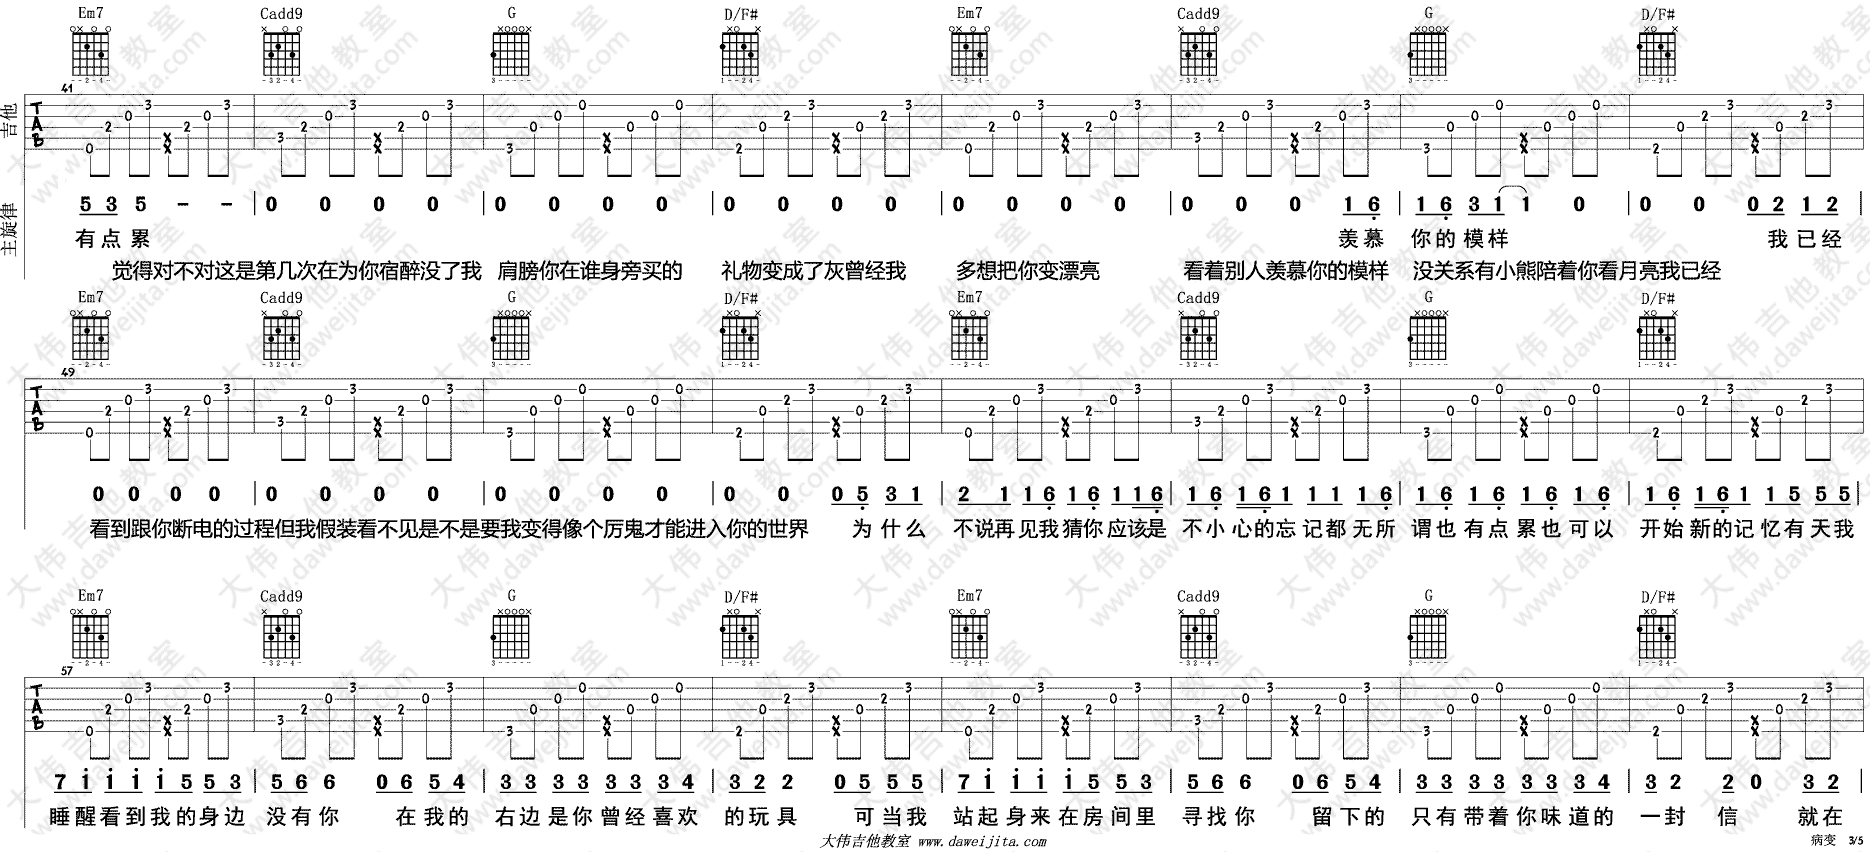 Em7 Cadd9 G D/F# Em7 Cadd9 G D/F#
41
吉他
主旋律
5 3 5 - - | 0 0 0 0 | 0 0 0 0 | 0 0 0 0 | 0 0 0 0 | 0 0 0 1 6 | 1 6 3 1 1 0 | 0 0 0 2 1 2 |
有点累 羡慕 你的模样 我已经
觉得对不对这是第几次在为你宿醉没了我 肩膀你在谁身旁买的 礼物变成了灰曾经我 多想把你变漂亮 看着别人羡慕你的模样 没关系有小熊陪着你看月亮我已经
Em7 Cadd9 G D/F# Em7 Cadd9 G D/F#
49
0 0 0 0 | 0 0 0 0 | 0 0 0 0 | 0 0 0 5 3 1 | 2 1 1 6 1 6 1 1 6 | 1 6 1 6 1 1 1 1 6 | 1 6 1 6 1 6 1 6 | 1 6 1 6 1 1 5 5 5 |
看到跟你断电的过程但我假装看不见是不是要我变得像个厉鬼才能进入你的世界 为什么 不说再见我猜你应该是 不小心的忘记都无所 谓也有点累也可以 开始新的记忆有天我
Em7 Cadd9 G D/F# Em7 Cadd9 G D/F#
57
7 i i i i 5 5 3 | 5 6 6 0 6 5 4 | 3 3 3 3 3 3 3 4 | 3 2 2 0 5 5 5 | 7 i i i i 5 5 3 | 5 6 6 0 6 5 4 | 3 3 3 3 3 3 3 4 | 3 2 2 0 3 2 |
睡醒看到我的身边 没有你 在我的 右边是你曾经喜欢 的玩具 可当我 站起身来在房间里 寻找你 留下的 只有带着你味道的 一封信 就在
大伟吉他教室 www.daweijita.com
病变 3/5